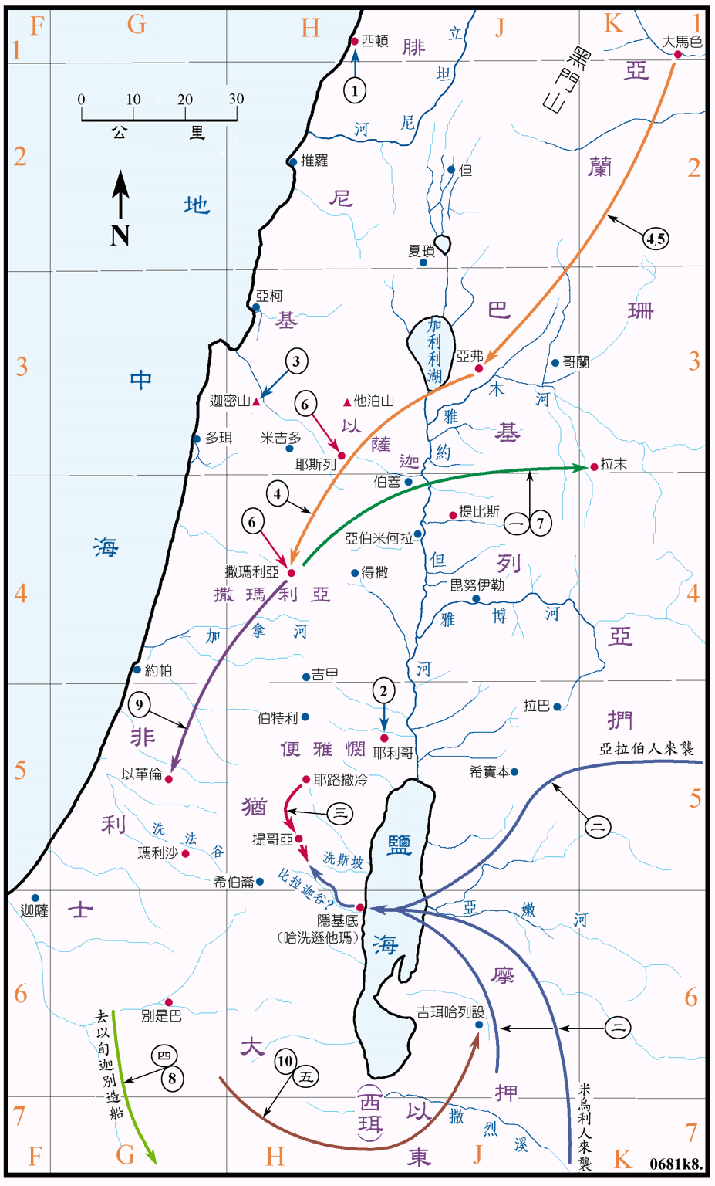 F G H J K
1
西頓
腓
立
坦
尼
河
黑門山
大馬色
亞
1
①
0 10 20 30
公 里
2
N
地
推羅
尼
但
蘭
2
4,5
夏瑣
亞柯
基
巴
珊
3
中
加利利湖
亞弗
哥蘭
3
③
迦密山
⑥
他泊山
木
河
以
薩
迦
雅
約
基
多珥
米吉多
耶斯列
伯善
拉末
④
一 7
提比斯
海
⑥
亞伯米何拉
列
撒瑪利亞
得撒
但
毘努伊勒
4
撒瑪利亞
雅博河
亞
4
加拿河
河
約帕
吉甲
⑨
伯特利
②
拉巴
捫
非
便雅憫
耶利哥
亞拉伯人來襲
5
以革倫
耶路撒冷
希實本
5
利
猶
三
鹽
二
洗法谷
提哥亞
瑪利沙
洗斯坡
希伯崙
比拉迦谷?
迦薩
士
隱基底
(哈洗遜他瑪)
海
亞嫩河
摩
6
別是巴
吉珥哈列設
6
去以旬迦別造船
大
二
二
四
8
10
五
押
7
西珥
以
撒烈溪
米烏利人來襲
7
東
F G H J K
0681k8.